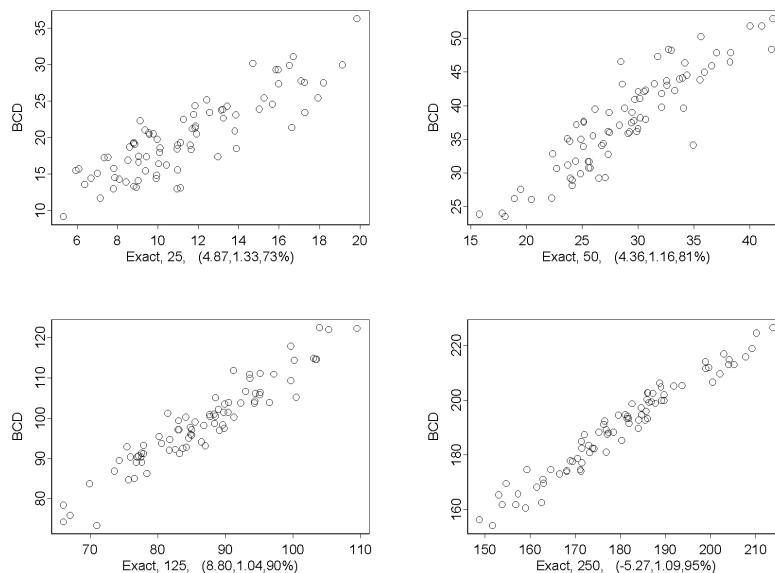 35
30
25
20
15
10
BCD
6 8 10 12 14 16 18 20
Exact, 25, (4.87,1.33,73%)
50
45
40
35
30
25
BCD
15 20 25 30 35 40
Exact, 50, (4.36,1.16,81%)
120
100
90
80
BCD
70 80 90 100 110
Exact, 125, (8.80,1.04,90%)
220
200
180
160
BCD
150 160 170 180 190 200 210
Exact, 250, (-5.27,1.09,95%)